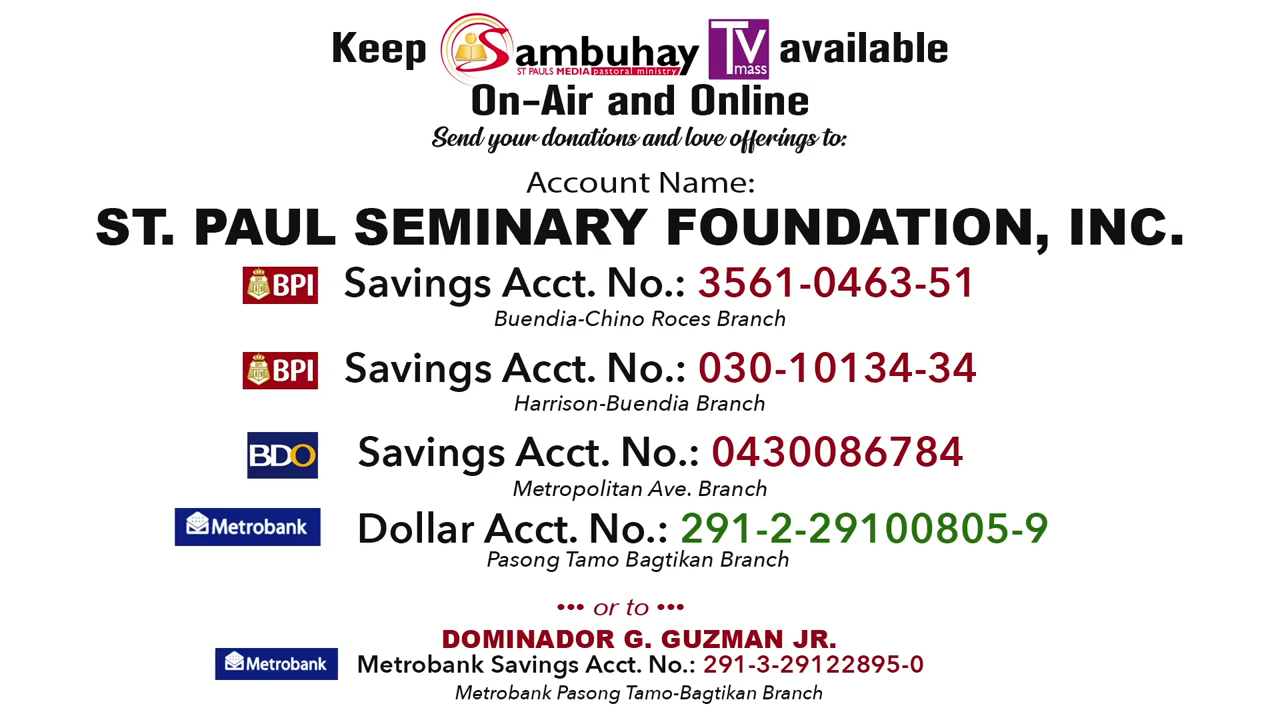 Keep Sambuhay TV mass available
ST PAULS MEDIA pastoral ministry
On-Air and Online
Send your donations and love offerings to:
Account Name:
ST. PAUL SEMINARY FOUNDATION, INC.
BPI Savings Acct. No.: 3561-0463-51
Buendia-Chino Roces Branch
BPI Savings Acct. No.: 030-10134-34
Harrison-Buendia Branch
BDO Savings Acct. No.: 0430086784
Metropolitan Ave. Branch
Metrobank Dollar Acct. No.: 291-2-29100805-9
Pasong Tamo Bagtikan Branch
••• or to •••
DOMINADOR G. GUZMAN JR.
Metrobank Metrobank Savings Acct. No.: 291-3-29122895-0
Metrobank Pasong Tamo-Bagtikan Branch